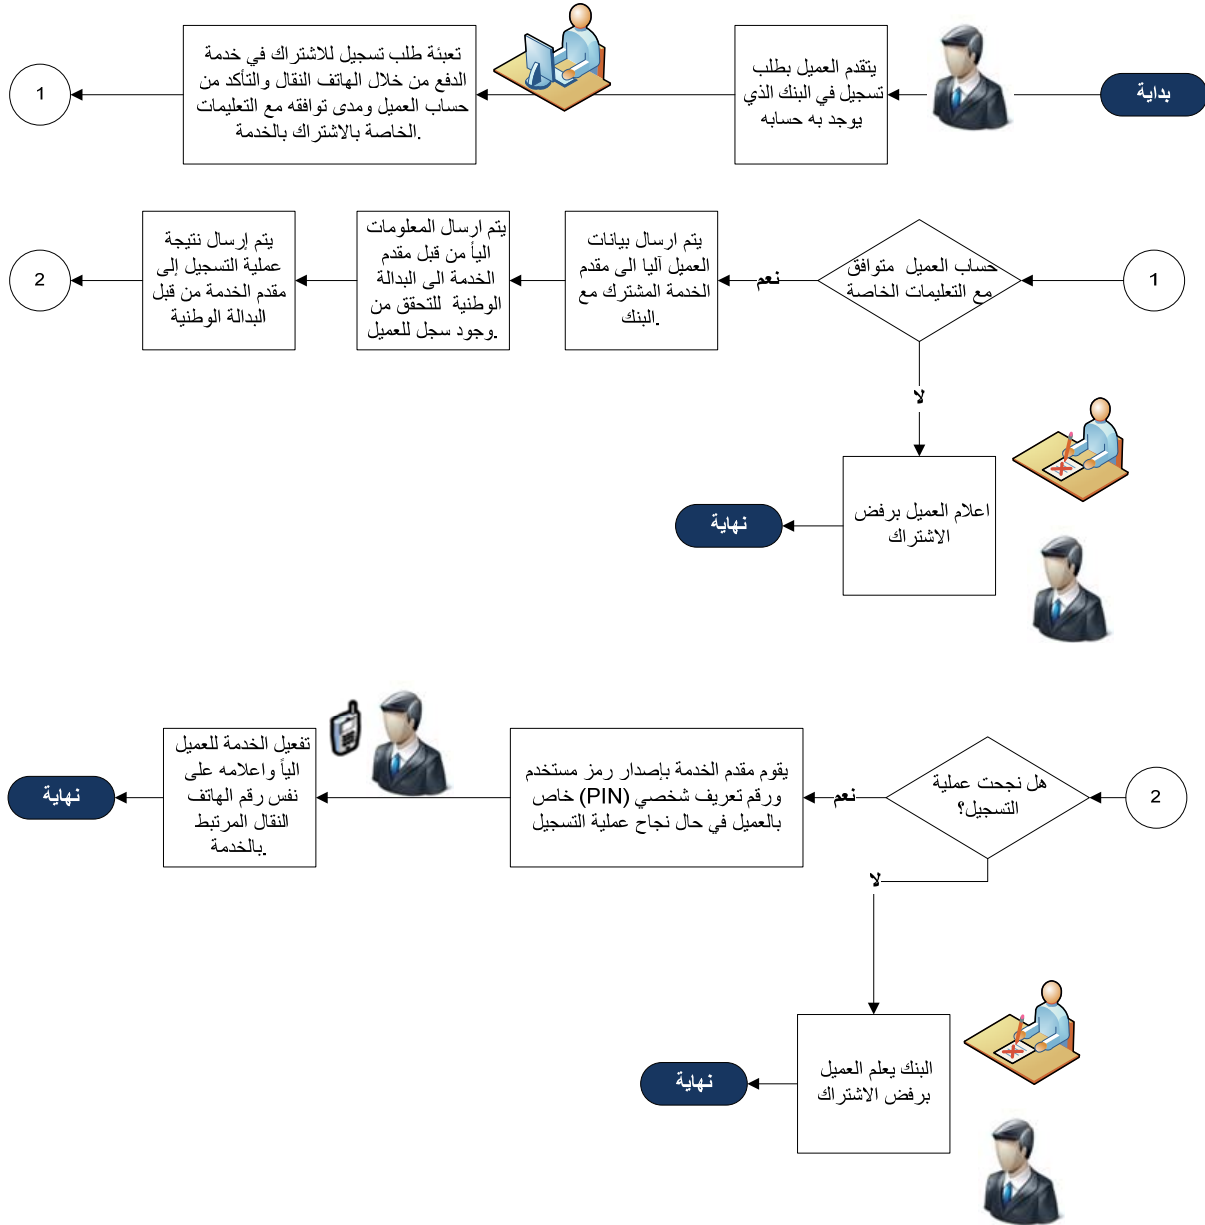 بداية
يتقدم العميل بطلب
تسجيل في البنك الذي
يوجد به حسابه
تعبئة طلب تسجيل للاشتراك في خدمة
الدفع من خلال الهاتف النقال والتأكد من
حساب العميل ومدى توافقه مع التعليمات
الخاصة بالاشتراك بالخدمة.
1
1
حساب العميل متوافق
مع التعليمات الخاصة
نعم
يتم ارسال بيانات
العميل آليا الى مقدم
الخدمة المشترك مع
البنك.
يتم ارسال المعلومات
الياً من قبل مقدم
الخدمة الى البدالة
الوطنية للتحقق من
وجود سجل للعميل.
يتم إرسال نتيجة
عملية التسجيل إلى
مقدم الخدمة من قبل
البدالة الوطنية
2
لا
اعلام العميل برفض
الاشتراك
نهاية
2
هل نجحت عملية
التسجيل؟
نعم
يقوم مقدم الخدمة بإصدار رمز مستخدم
ورقم تعريف شخصي (PIN) خاص
بالعميل في حال نجاح عملية التسجيل
تفعيل الخدمة للعميل
الياً واعلامه على
نفس رقم الهاتف
النقال المرتبط
بالخدمة.
نهاية
لا
البنك يعلم العميل
برفض الاشتراك
نهاية